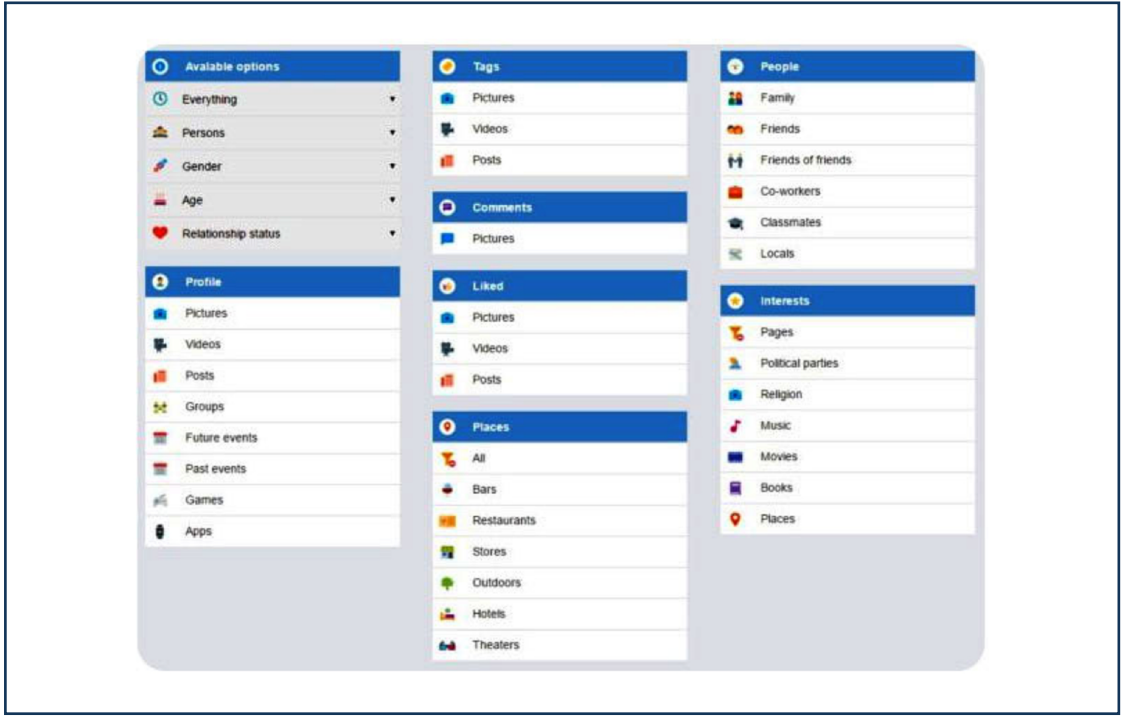 Avalable options
Everything
Persons
Gender
Age
Relationship status
Profile
Pictures
Videos
Posts
Groups
Future events
Past events
Games
Apps
Tags
Pictures
Videos
Posts
Comments
Pictures
Liked
Pictures
Videos
Posts
Places
All
Bars
Restaurants
Stores
Outdoors
Hotels
Theaters
People
Family
Friends
Friends of friends
Co-workers
Classmates
Locals
Interests
Pages
Political parties
Religion
Music
Movies
Books
Places